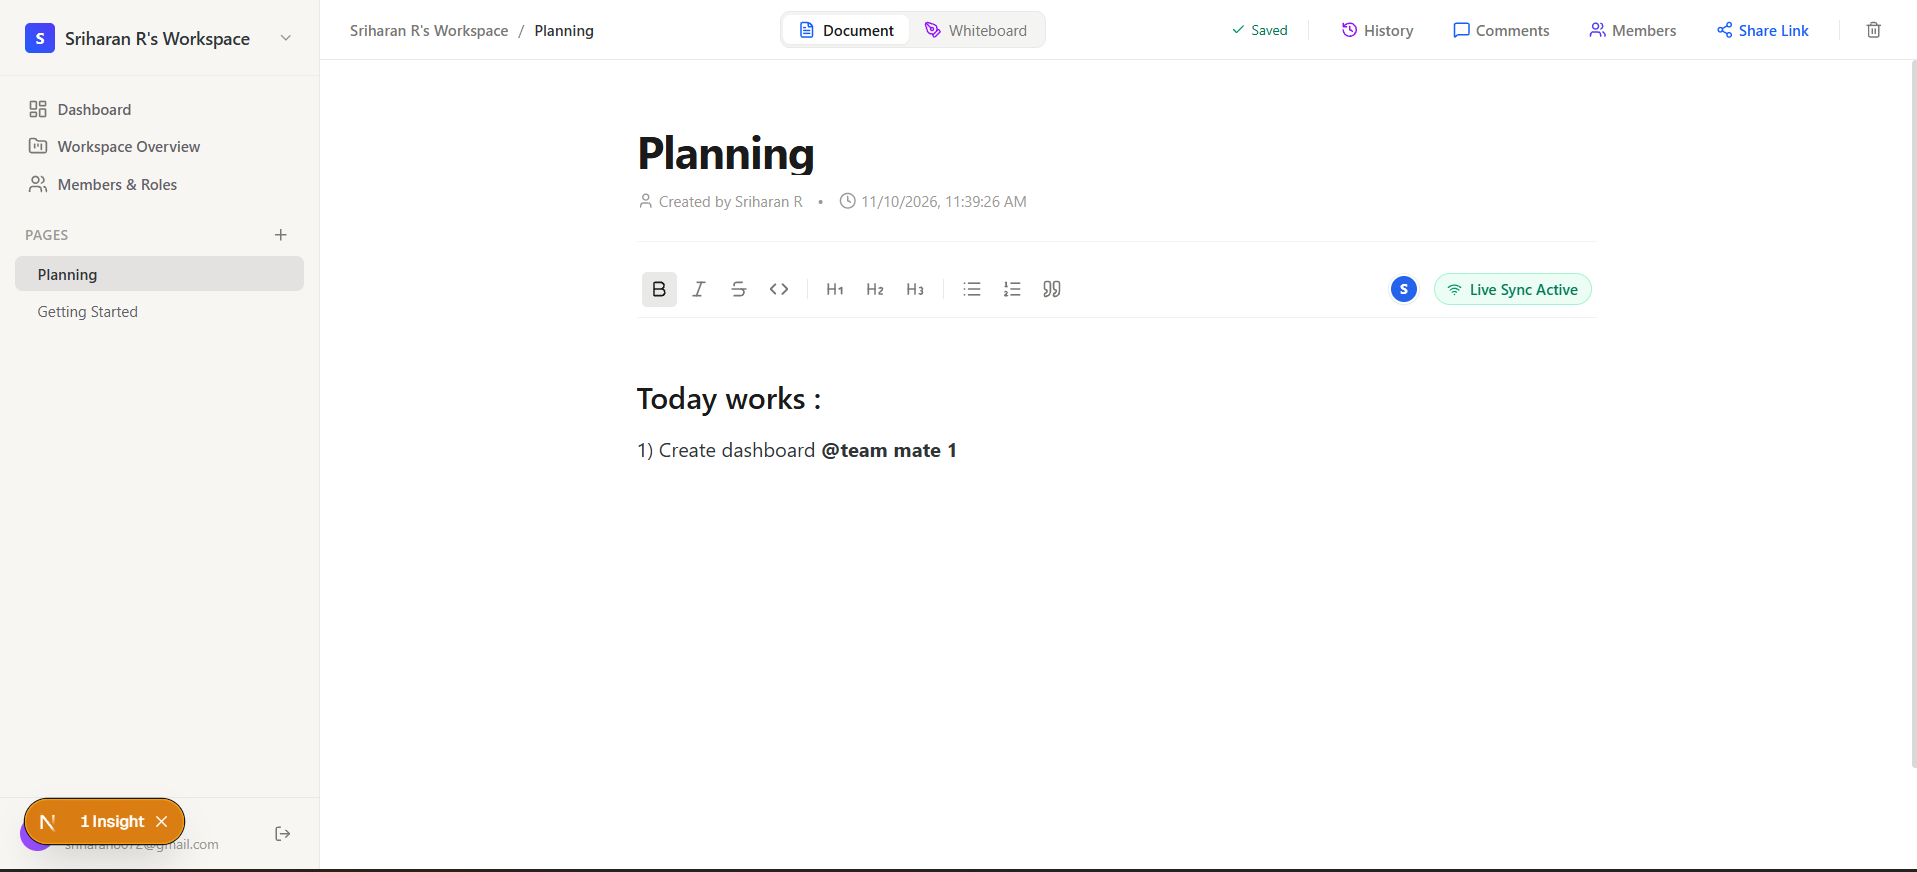 S Sriharan R's Workspace
Dashboard
Workspace Overview
Members & Roles
PAGES
Planning
Getting Started
N 1 Insight
@gmail.com
Sriharan R's Workspace / Planning
Document Whiteboard
Saved History Comments Members Share Link
Planning
Created by Sriharan R • 11/10/2026, 11:39:26 AM
B I S <> H1 H2 H3 S Live Sync Active
Today works :
1) Create dashboard @team mate 1